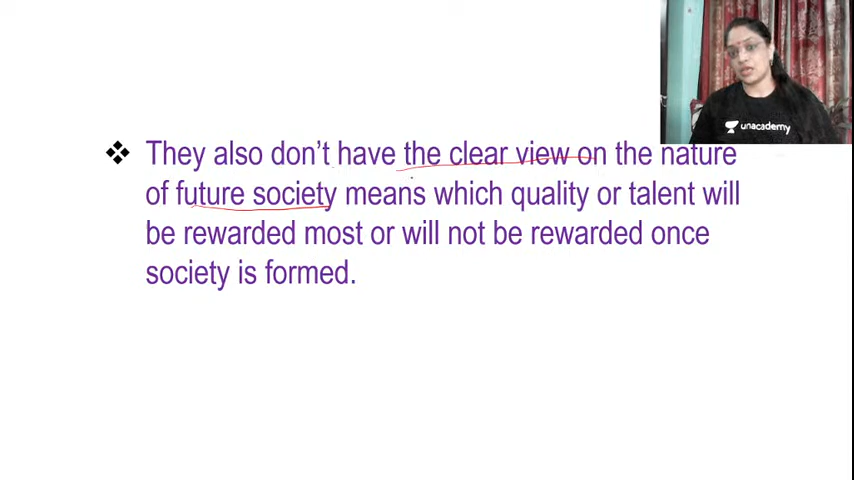 unacademy
❖ They also don't have the clear view on the nature
of future society means which quality or talent will
be rewarded most or will not be rewarded once
society is formed.